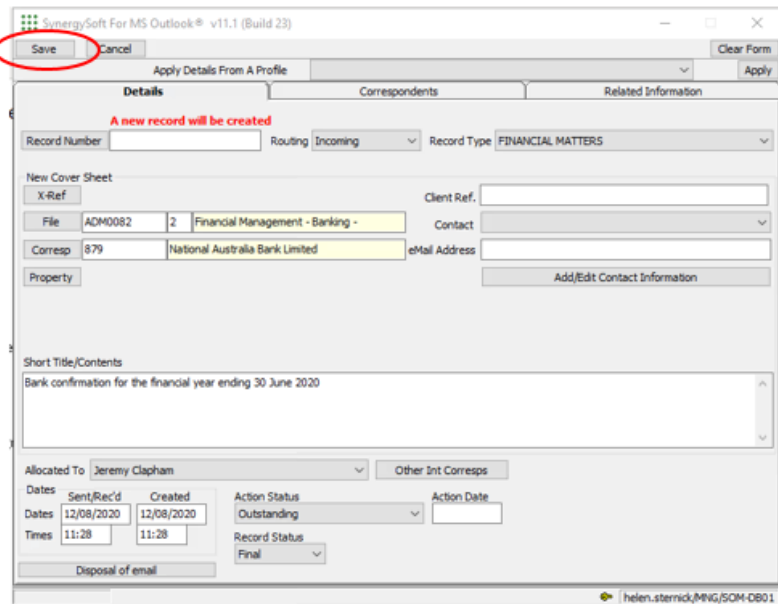 SynergySoft For MS Outlook® v11.1 (Build 23)
Save Cancel Clear Form
Apply Details From A Profile Apply
Details Correspondents Related Information
A new record will be created
Record Number Routing Incoming Record Type FINANCIAL MATTERS
New Cover Sheet
X-Ref Client Ref.
File ADM0082 2 Financial Management - Banking - Contact
Corresp 879 National Australia Bank Limited eMail Address
Property Add/Edit Contact Information
Short Title/Contents
Bank confirmation for the financial year ending 30 June 2020
Allocated To Jeremy Clapham Other Int Corresps
Dates Sent/Rec'd Created Action Status Action Date
Dates 12/08/2020 12/08/2020 Outstanding
Times 11:28 11:28 Record Status
Final
Disposal of email
helen.sternick/MNG/SOM-DB01